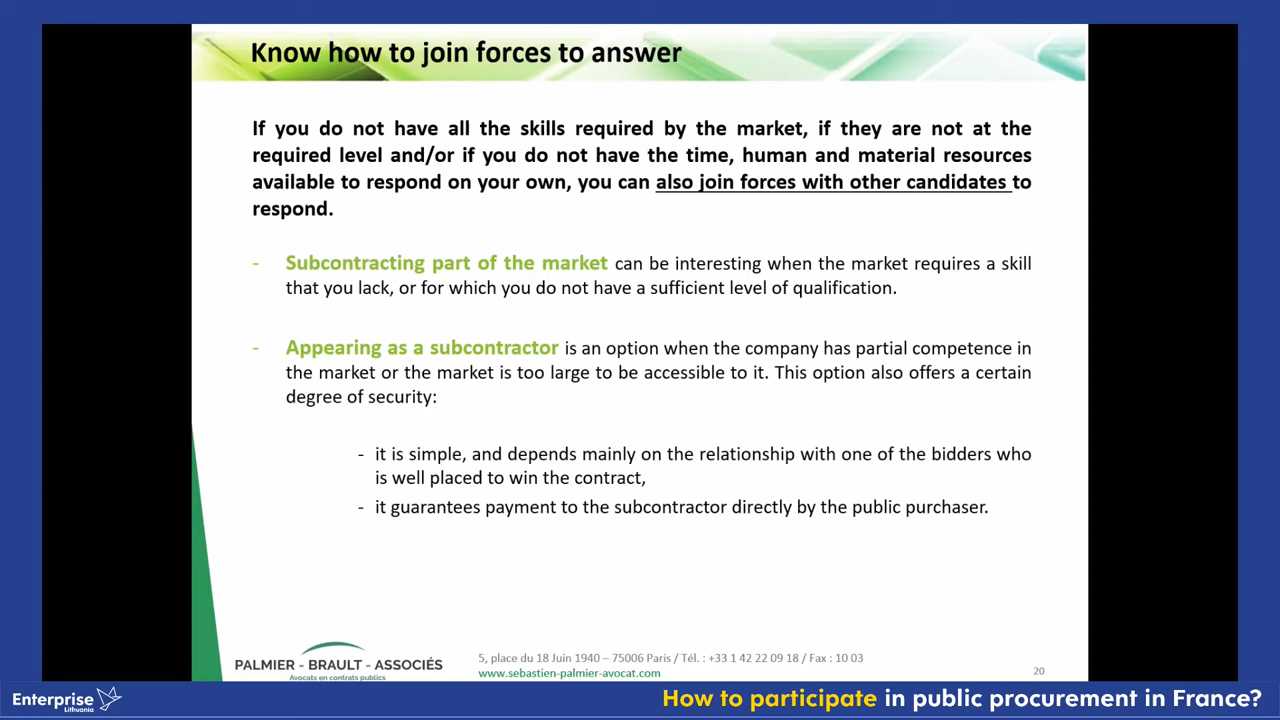 Know how to join forces to answer
If you do not have all the skills required by the market, if they are not at the
required level and/or if you do not have the time, human and material resources
available to respond on your own, you can also join forces with other candidates to
respond.
- Subcontracting part of the market can be interesting when the market requires a skill
that you lack, or for which you do not have a sufficient level of qualification.
- Appearing as a subcontractor is an option when the company has partial competence in
the market or the market is too large to be accessible to it. This option also offers a certain
degree of security:
- it is simple, and depends mainly on the relationship with one of the bidders who
is well placed to win the contract,
- it guarantees payment to the subcontractor directly by the public purchaser.
PALMIER - BRAULT - ASSOCIÉS
Avocats en contrats publics
5, place du 18 Juin 1940 – 75006 Paris / Tél. : +33 1 42 22 09 18 / Fax : 10 03
www.sebastien-palmier-avocat.com
20
Enterprise
Lithuania
How to participate in public procurement in France?